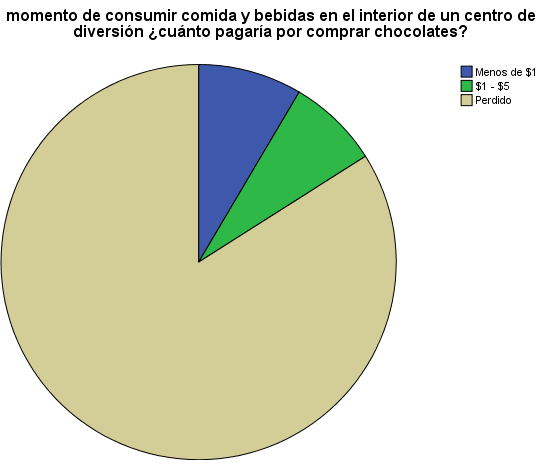 momento de consumir comida y bebidas en el interior de un centro de
diversión ¿cuánto pagaría por comprar chocolates?
Menos de $1
$1 - $5
Perdido